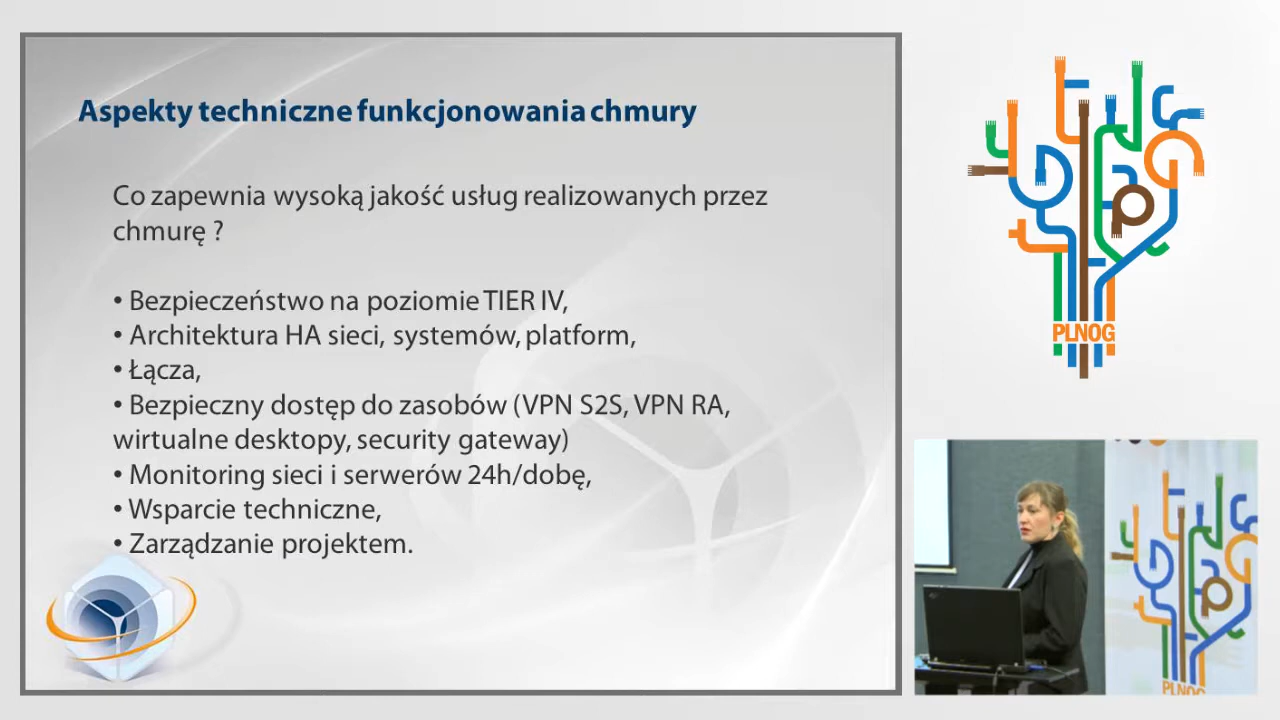 Aspekty techniczne funkcjonowania chmury
Co zapewnia wysoką jakość usług realizowanych przez
chmurę ?
• Bezpieczeństwo na poziomie TIER IV,
• Architektura HA sieci, systemów, platform,
• Łącza,
• Bezpieczny dostęp do zasobów (VPN S2S, VPN RA,
wirtualne desktopy, security gateway)
• Monitoring sieci i serwerów 24h/dobę,
• Wsparcie techniczne,
• Zarządzanie projektem.
PLNOG
PLNOG